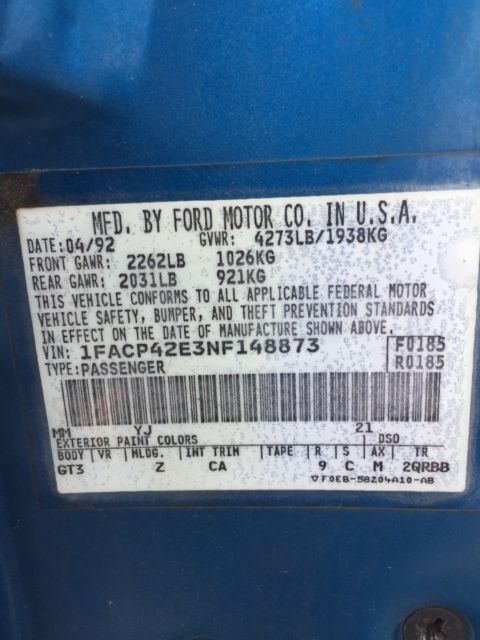 MFD. BY FORD MOTOR CO. IN U.S.A.
DATE: 04/92 GVWR: 4273LB/1938KG
FRONT GAWR: 2262LB 1026KG
REAR GAWR: 2031LB 921KG
THIS VEHICLE CONFORMS TO ALL APPLICABLE FEDERAL MOTOR
VEHICLE SAFETY, BUMPER, AND THEFT PREVENTION STANDARDS
IN EFFECT ON THE DATE OF MANUFACTURE SHOWN ABOVE.
VIN: 1FACP42E3NF148873 F0185
TYPE: PASSENGER R0185
MM YJ 21
EXTERIOR PAINT COLORS DSO
BODY VR MLDG. INT TRIM TAPE R S AX TR
GT3 Z CA 9 C M 2QRBB
▽F0EB-58204A10-AB